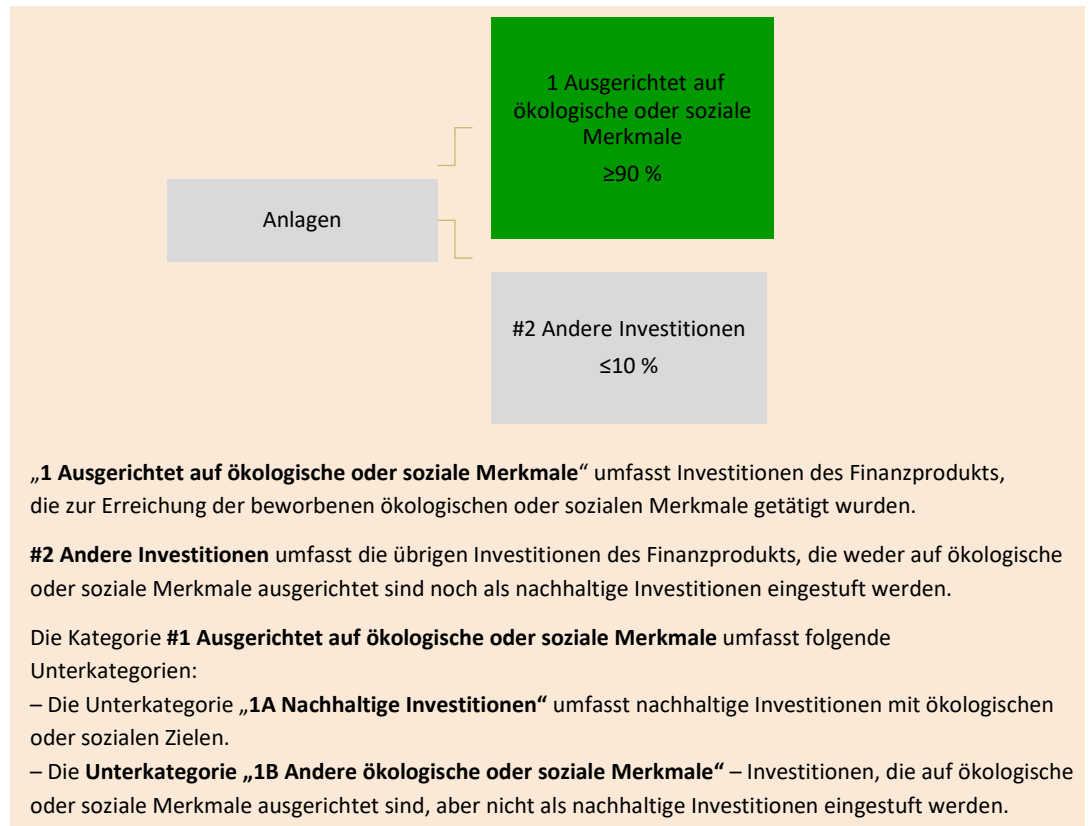 1 Ausgerichtet auf
ökologische oder soziale
Merkmale
≥90 %
Anlagen
#2 Andere Investitionen
≤10 %
„1 Ausgerichtet auf ökologische oder soziale Merkmale“ umfasst Investitionen des Finanzprodukts,
die zur Erreichung der beworbenen ökologischen oder sozialen Merkmale getätigt wurden.
#2 Andere Investitionen umfasst die übrigen Investitionen des Finanzprodukts, die weder auf ökologische
oder soziale Merkmale ausgerichtet sind noch als nachhaltige Investitionen eingestuft werden.
Die Kategorie #1 Ausgerichtet auf ökologische oder soziale Merkmale umfasst folgende
Unterkategorien:
– Die Unterkategorie „1A Nachhaltige Investitionen“ umfasst nachhaltige Investitionen mit ökologischen
oder sozialen Zielen.
– Die Unterkategorie „1B Andere ökologische oder soziale Merkmale“ – Investitionen, die auf ökologische
oder soziale Merkmale ausgerichtet sind, aber nicht als nachhaltige Investitionen eingestuft werden.